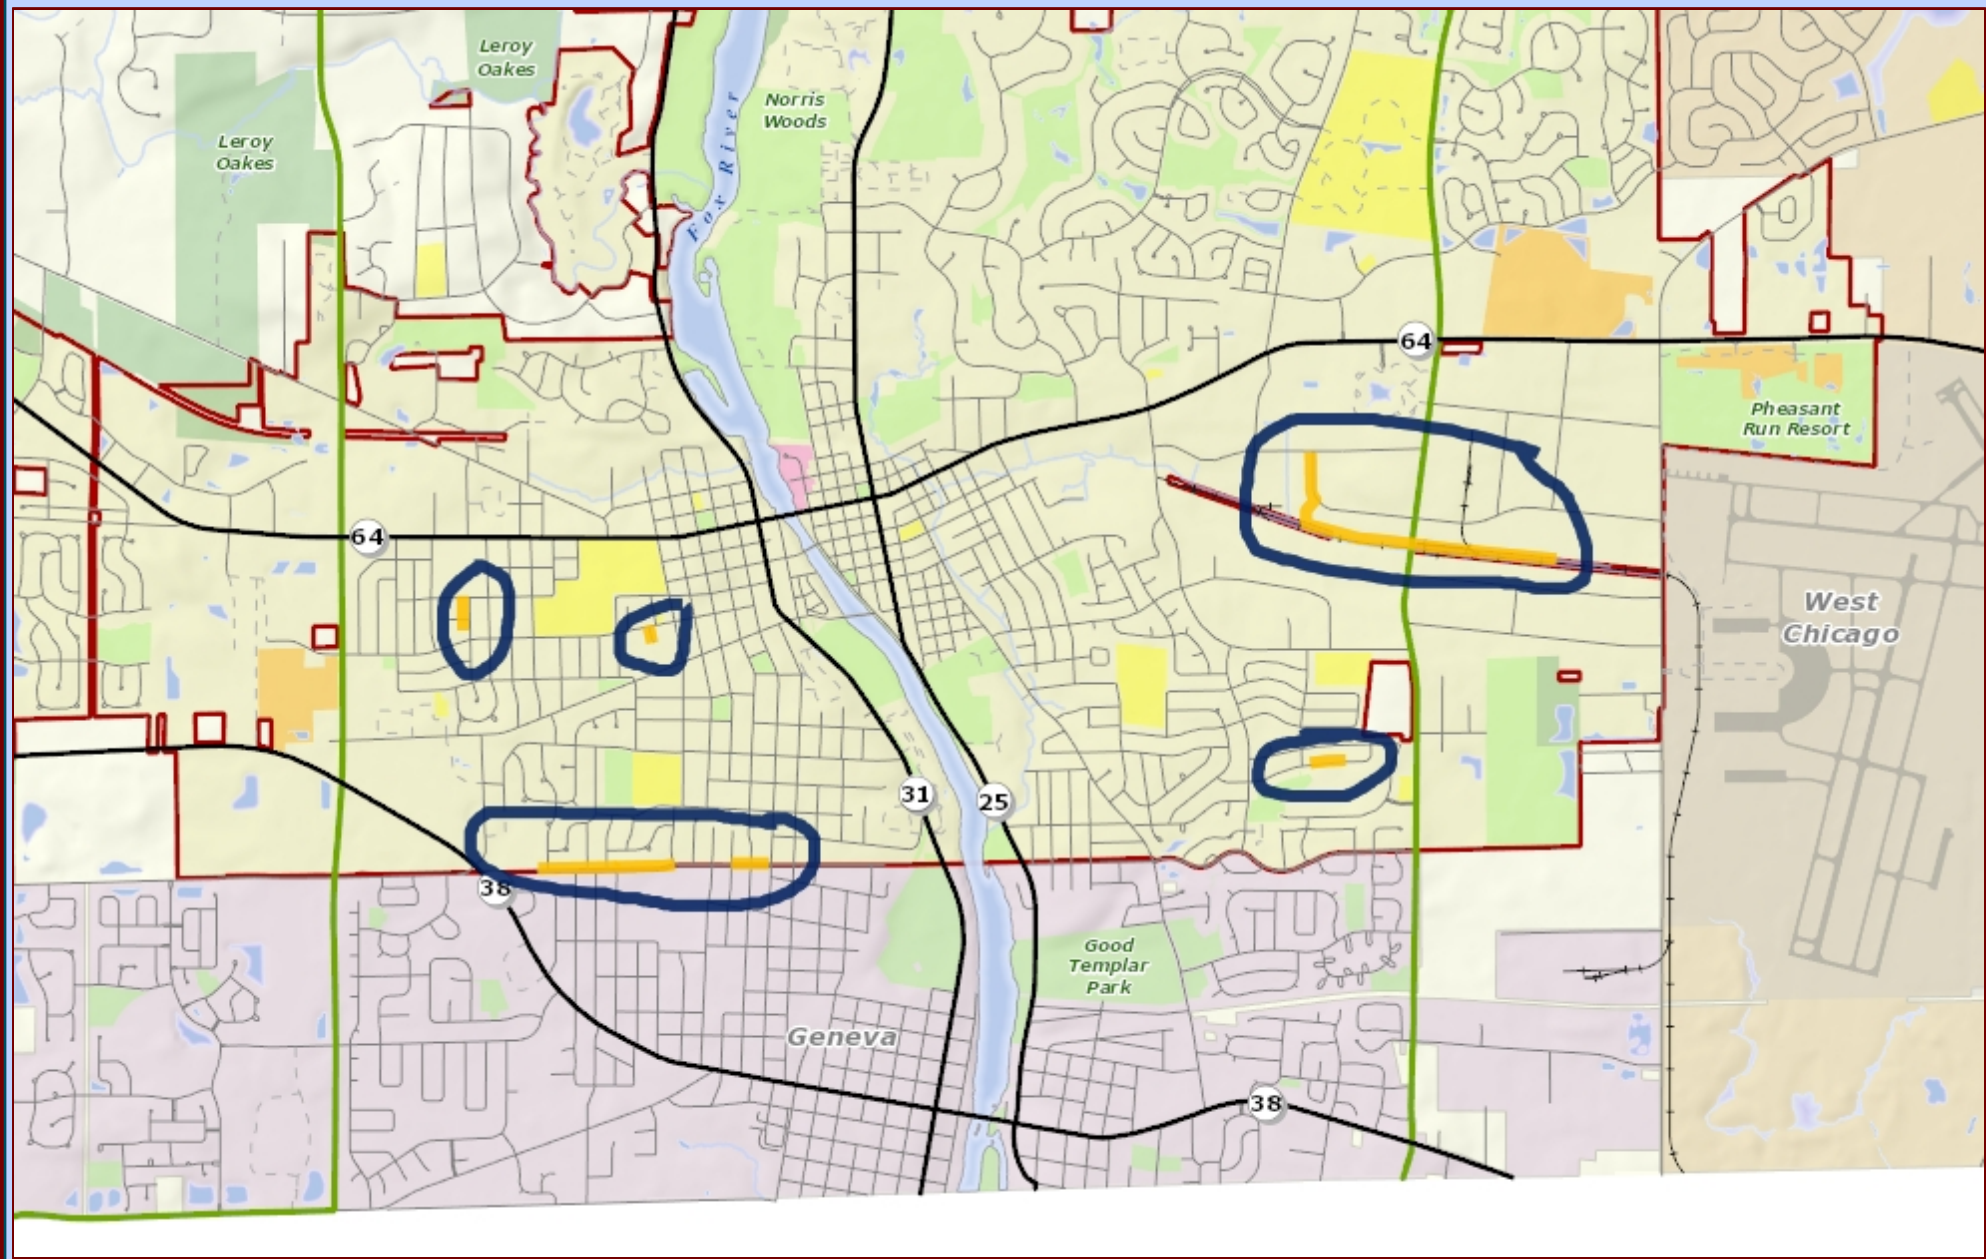 Leroy
Oakes
Leroy
Oakes
Norris
Woods
Fox River
64
64
Pheasant
Run Resort
West
Chicago
31
25
38
Good
Templar
Park
Geneva
38